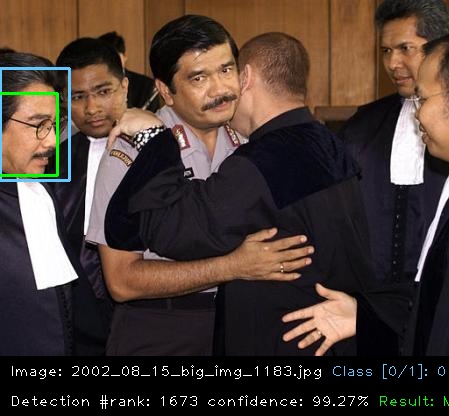 Image: 2002_08_15_big_img_1183.jpg Class [0/1]: 0
Detection #rank: 1673 confidence: 99.27% Result: